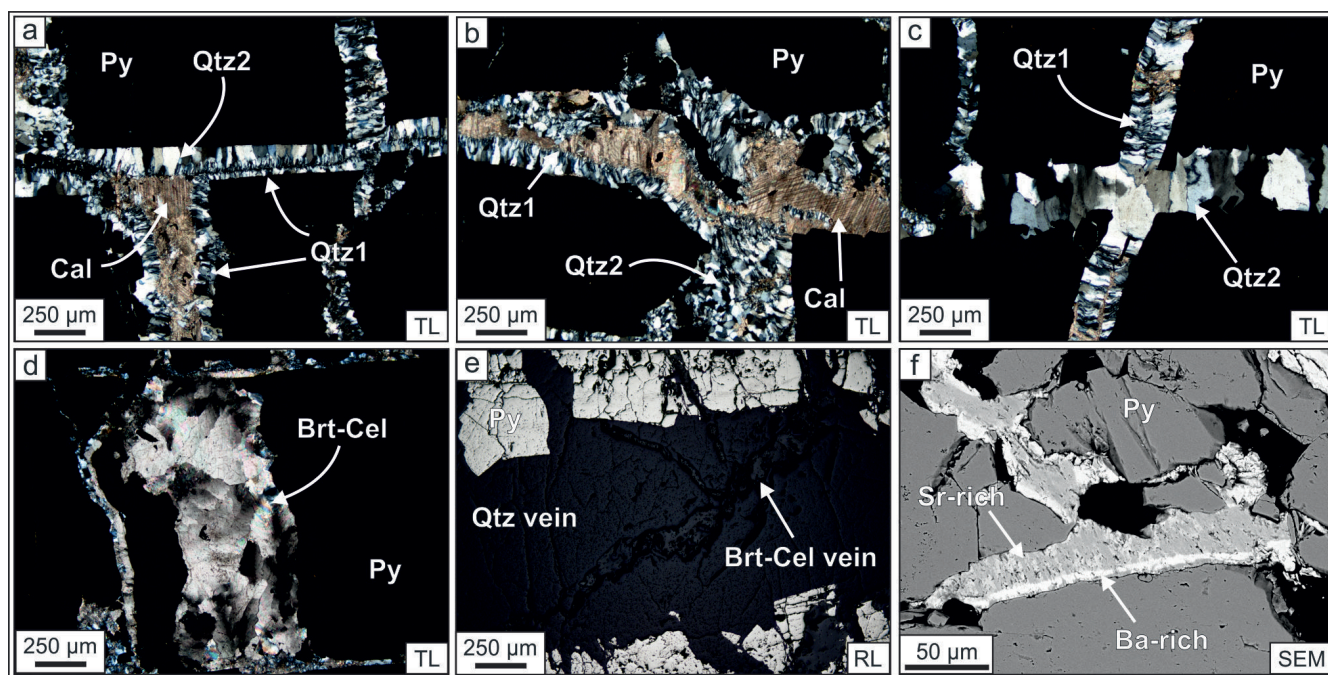 a
Py
Qtz2
Cal
Qtz1
250 µm
TL
b
Py
Qtz1
Qtz2
Cal
250 µm
TL
c
Qtz1
Py
Qtz2
250 µm
TL
d
Brt-Cel
Py
250 µm
TL
e
Py
Qtz vein
Brt-Cel vein
250 µm
RL
f
Py
Sr-rich
Ba-rich
50 µm
SEM